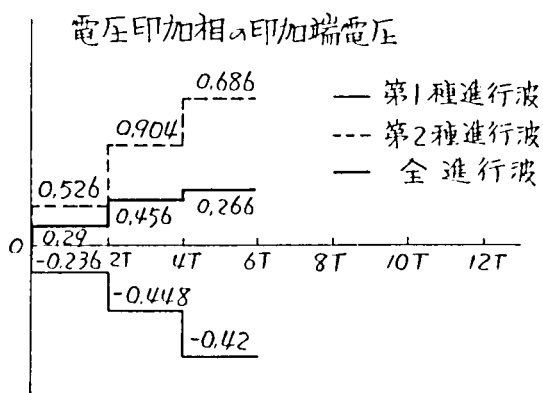 電圧印加相の印加端電圧
第1種進行波
第2種進行波
全進行波
0.686
0.904
0.526
0.456
0.266
0.29
0
-0.236
2T
4T
6T
8T
10T
12T
-0.448
-0.42